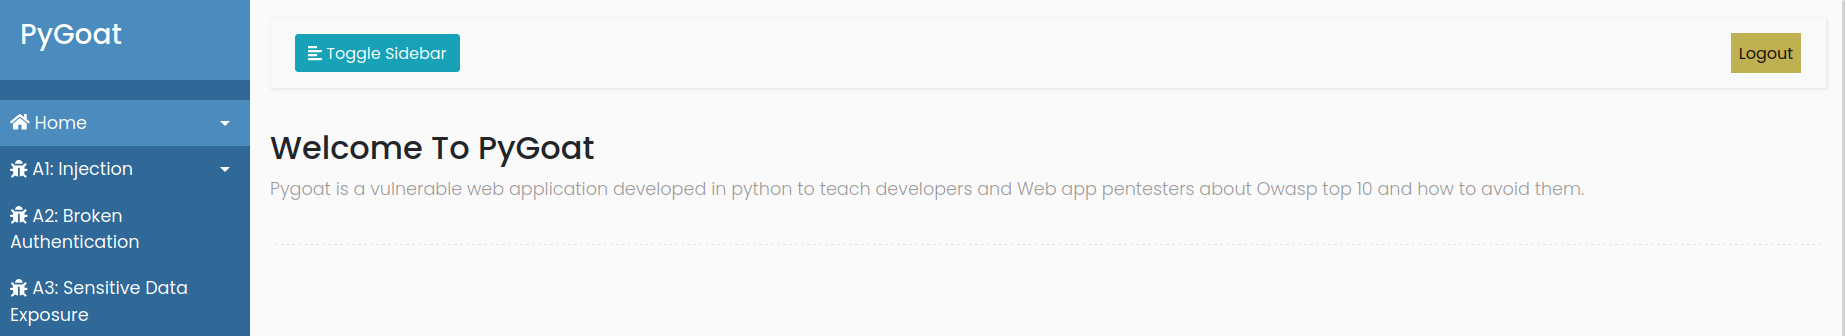 PyGoat
Toggle Sidebar
Logout
Home
A1: Injection
A2: Broken
Authentication
A3: Sensitive Data
Exposure
Welcome To PyGoat
Pygoat is a vulnerable web application developed in python to teach developers and Web app pentesters about Owasp top 10 and how to avoid them.